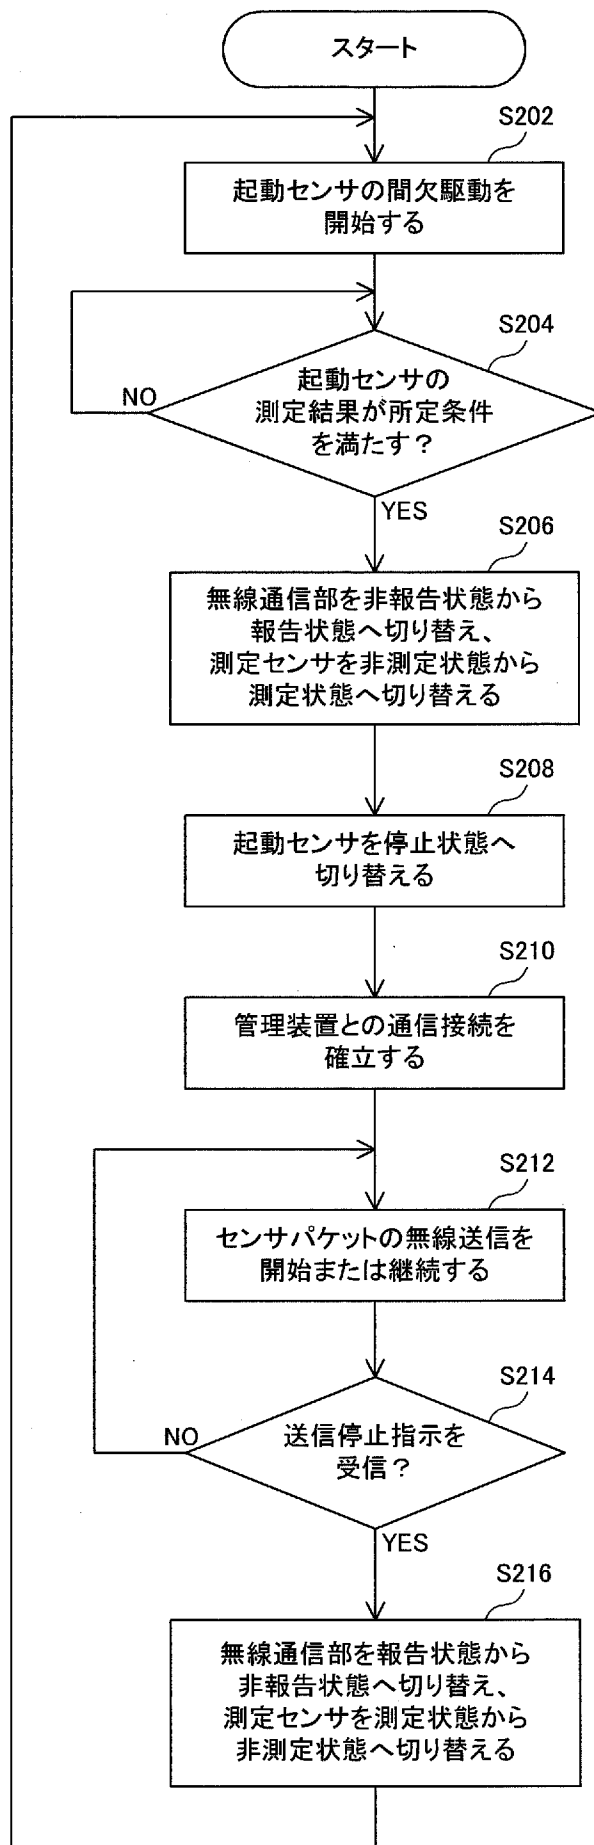 スタート
S202
起動センサの間欠駆動を
開始する
S204
起動センサの
測定結果が所定条件
を満たす？
NO
YES
S206
無線通信部を非報告状態から
報告状態へ切り替え、
測定センサを非測定状態から
測定状態へ切り替える
S208
起動センサを停止状態へ
切り替える
S210
管理装置との通信接続を
確立する
S212
センサパケットの無線送信を
開始または継続する
S214
送信停止指示を
受信？
NO
YES
S216
無線通信部を報告状態から
非報告状態へ切り替え、
測定センサを測定状態から
非測定状態へ切り替える